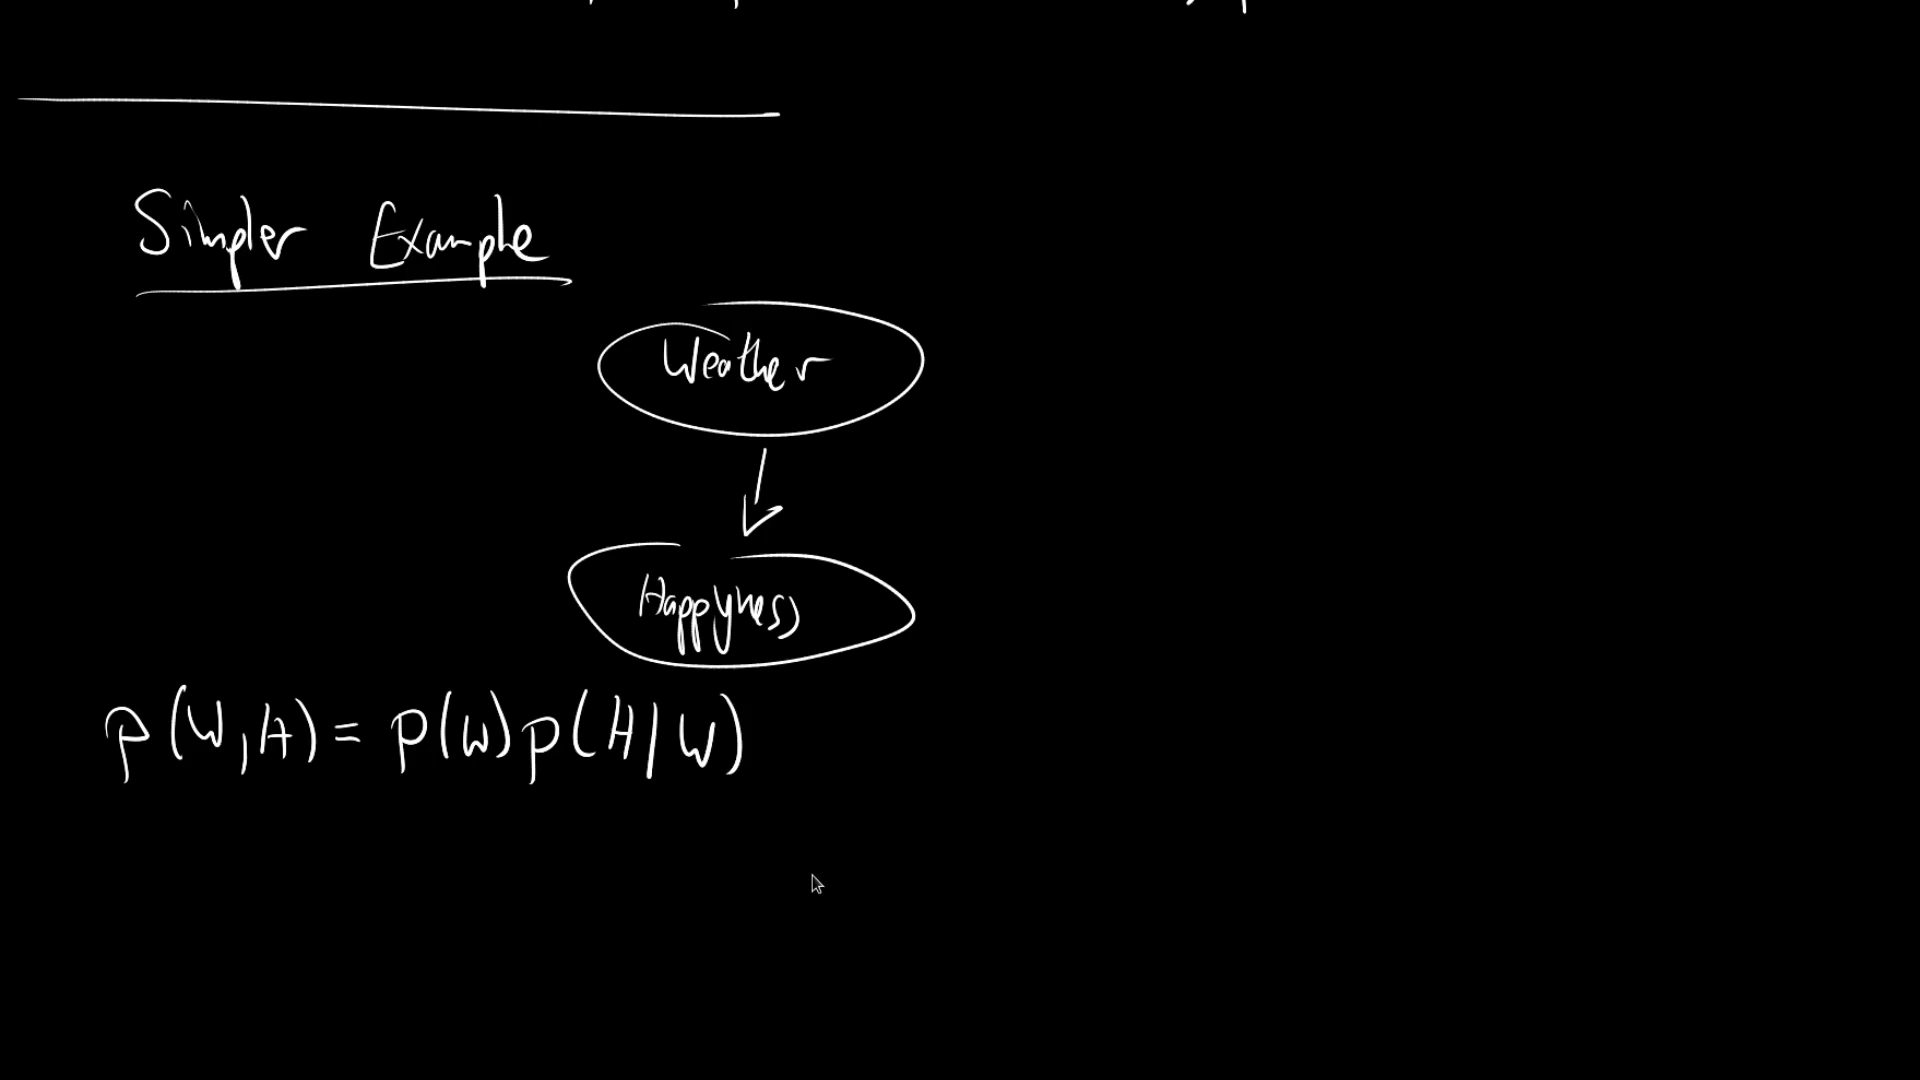 Simpler Example
Weather
Happyness
p(W,H) = p(W)p(H|W)